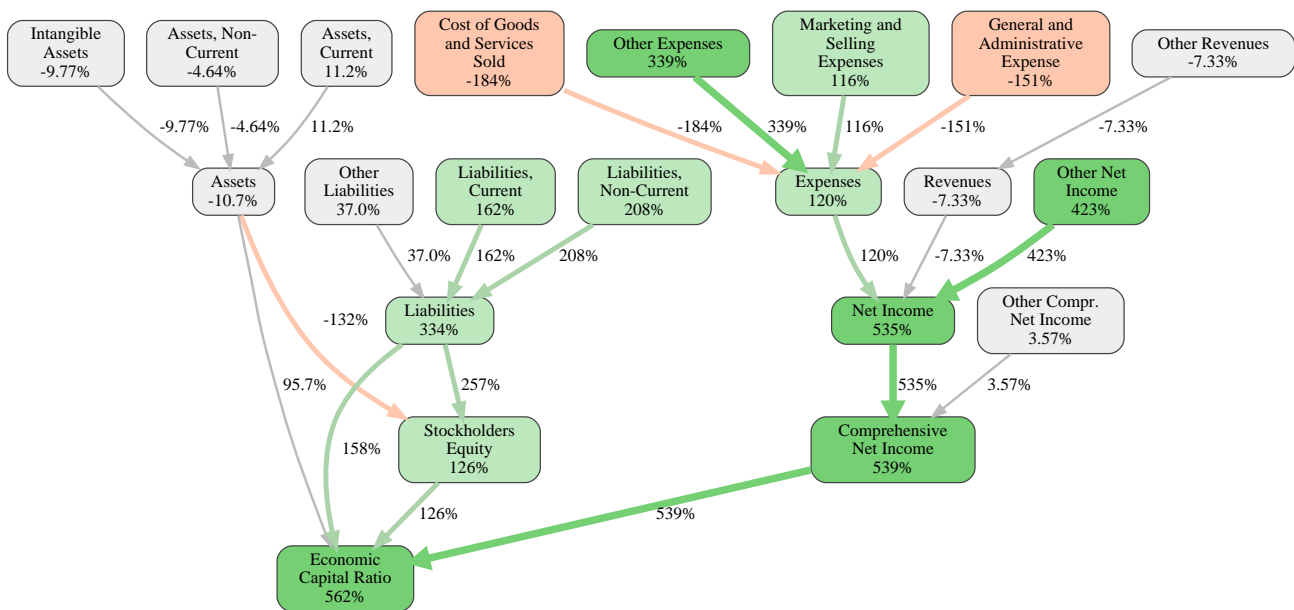 Intangible
Assets
-9.77%
Assets, Non-
Current
-4.64%
Assets,
Current
11.2%
Cost of Goods
and Services
Sold
-184%
Other Expenses
339%
Marketing and
Selling
Expenses
116%
General and
Administrative
Expense
-151%
Other Revenues
-7.33%
-9.77%
-4.64%
11.2%
-184%
339%
116%
-151%
-7.33%
Assets
-10.7%
Other
Liabilities
37.0%
Liabilities,
Current
162%
Liabilities,
Non-Current
208%
Expenses
120%
Revenues
-7.33%
Other Net
Income
423%
37.0%
162%
208%
120%
-7.33%
423%
Liabilities
334%
Net Income
535%
Other Compr.
Net Income
3.57%
-132%
95.7%
257%
535%
3.57%
Stockholders
Equity
126%
Comprehensive
Net Income
539%
158%
126%
539%
Economic
Capital Ratio
562%